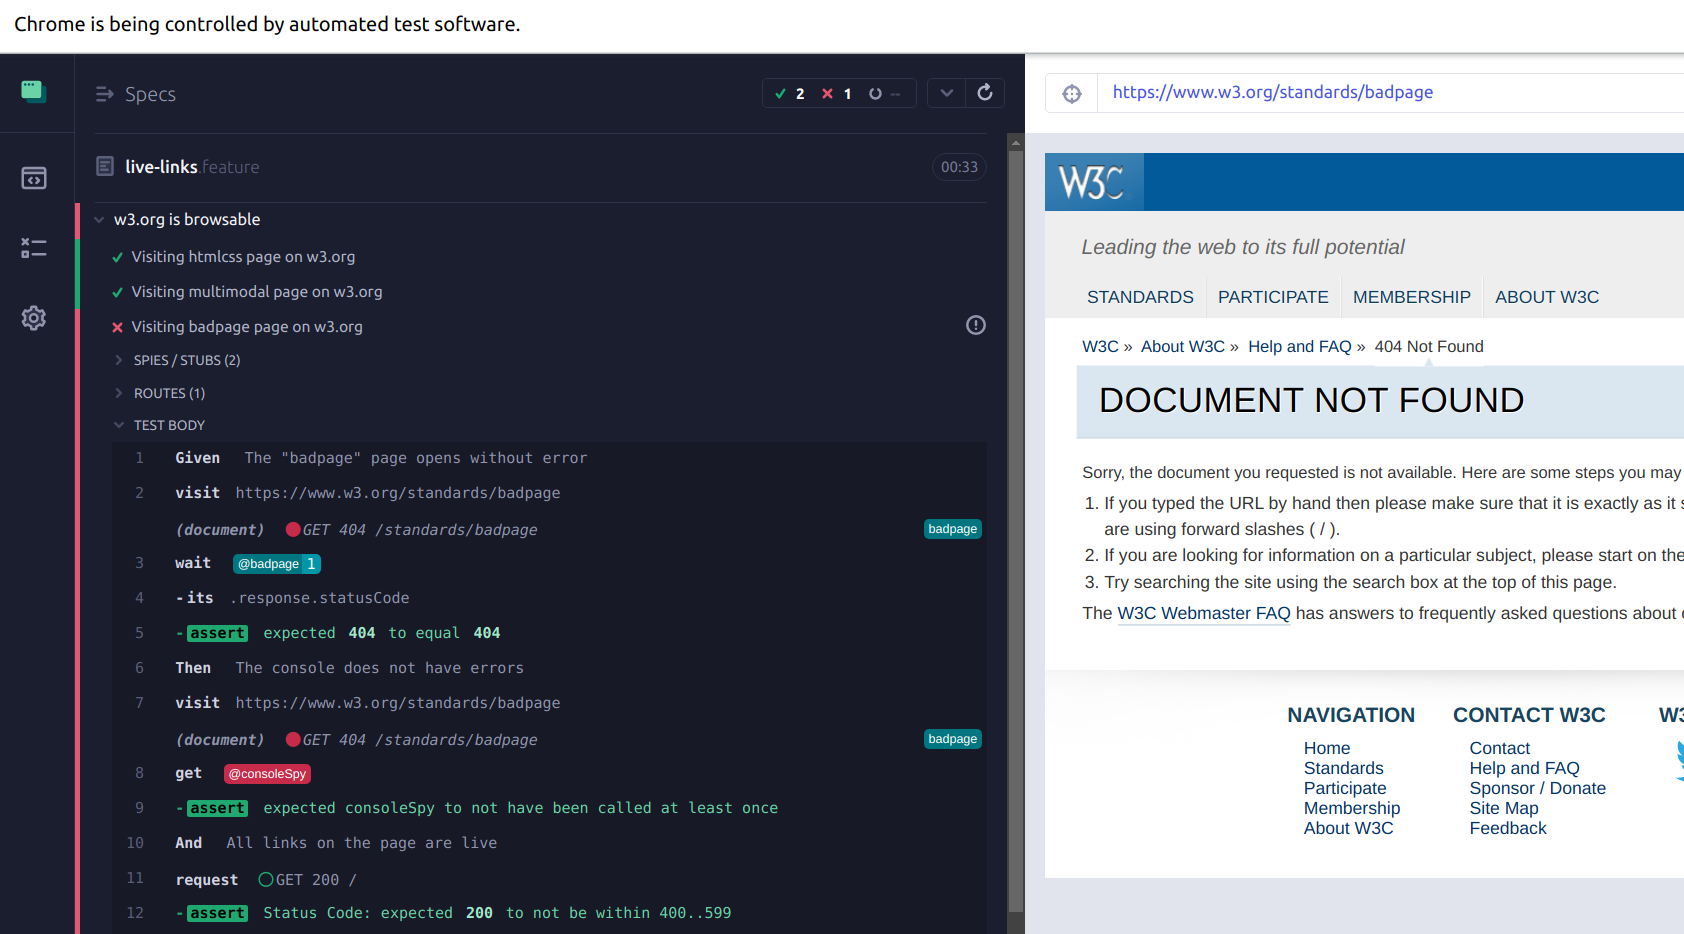 Chrome is being controlled by automated test software.
Specs
2 1 --
live-links.feature 00:33
w3.org is browsable
Visiting htmlcss page on w3.org
Visiting multimodal page on w3.org
Visiting badpage page on w3.org
SPIES / STUBS (2)
ROUTES (1)
TEST BODY
1 Given The "badpage" page opens without error
2 visit https://www.w3.org/standards/badpage
(document) GET 404 /standards/badpage badpage
3 wait @badpage 1
4 -its .response.statusCode
5 -assert expected 404 to equal 404
6 Then The console does not have errors
7 visit https://www.w3.org/standards/badpage
(document) GET 404 /standards/badpage badpage
8 get @consoleSpy
9 -assert expected consoleSpy to not have been called at least once
10 And All links on the page are live
11 request GET 200 /
12 -assert Status Code: expected 200 to not be within 400..599
https://www.w3.org/standards/badpage
W3C
Leading the web to its full potential
STANDARDS PARTICIPATE MEMBERSHIP ABOUT W3C
W3C » About W3C » Help and FAQ » 404 Not Found
DOCUMENT NOT FOUND
Sorry, the document you requested is not available. Here are some steps you may
1. If you typed the URL by hand then please make sure that it is exactly as it
are using forward slashes ( / ).
2. If you are looking for information on a particular subject, please start on the
3. Try searching the site using the search box at the top of this page.
The W3C Webmaster FAQ has answers to frequently asked questions about
NAVIGATION CONTACT W3C W3
Home Contact
Standards Help and FAQ
Participate Sponsor / Donate
Membership Site Map
About W3C Feedback